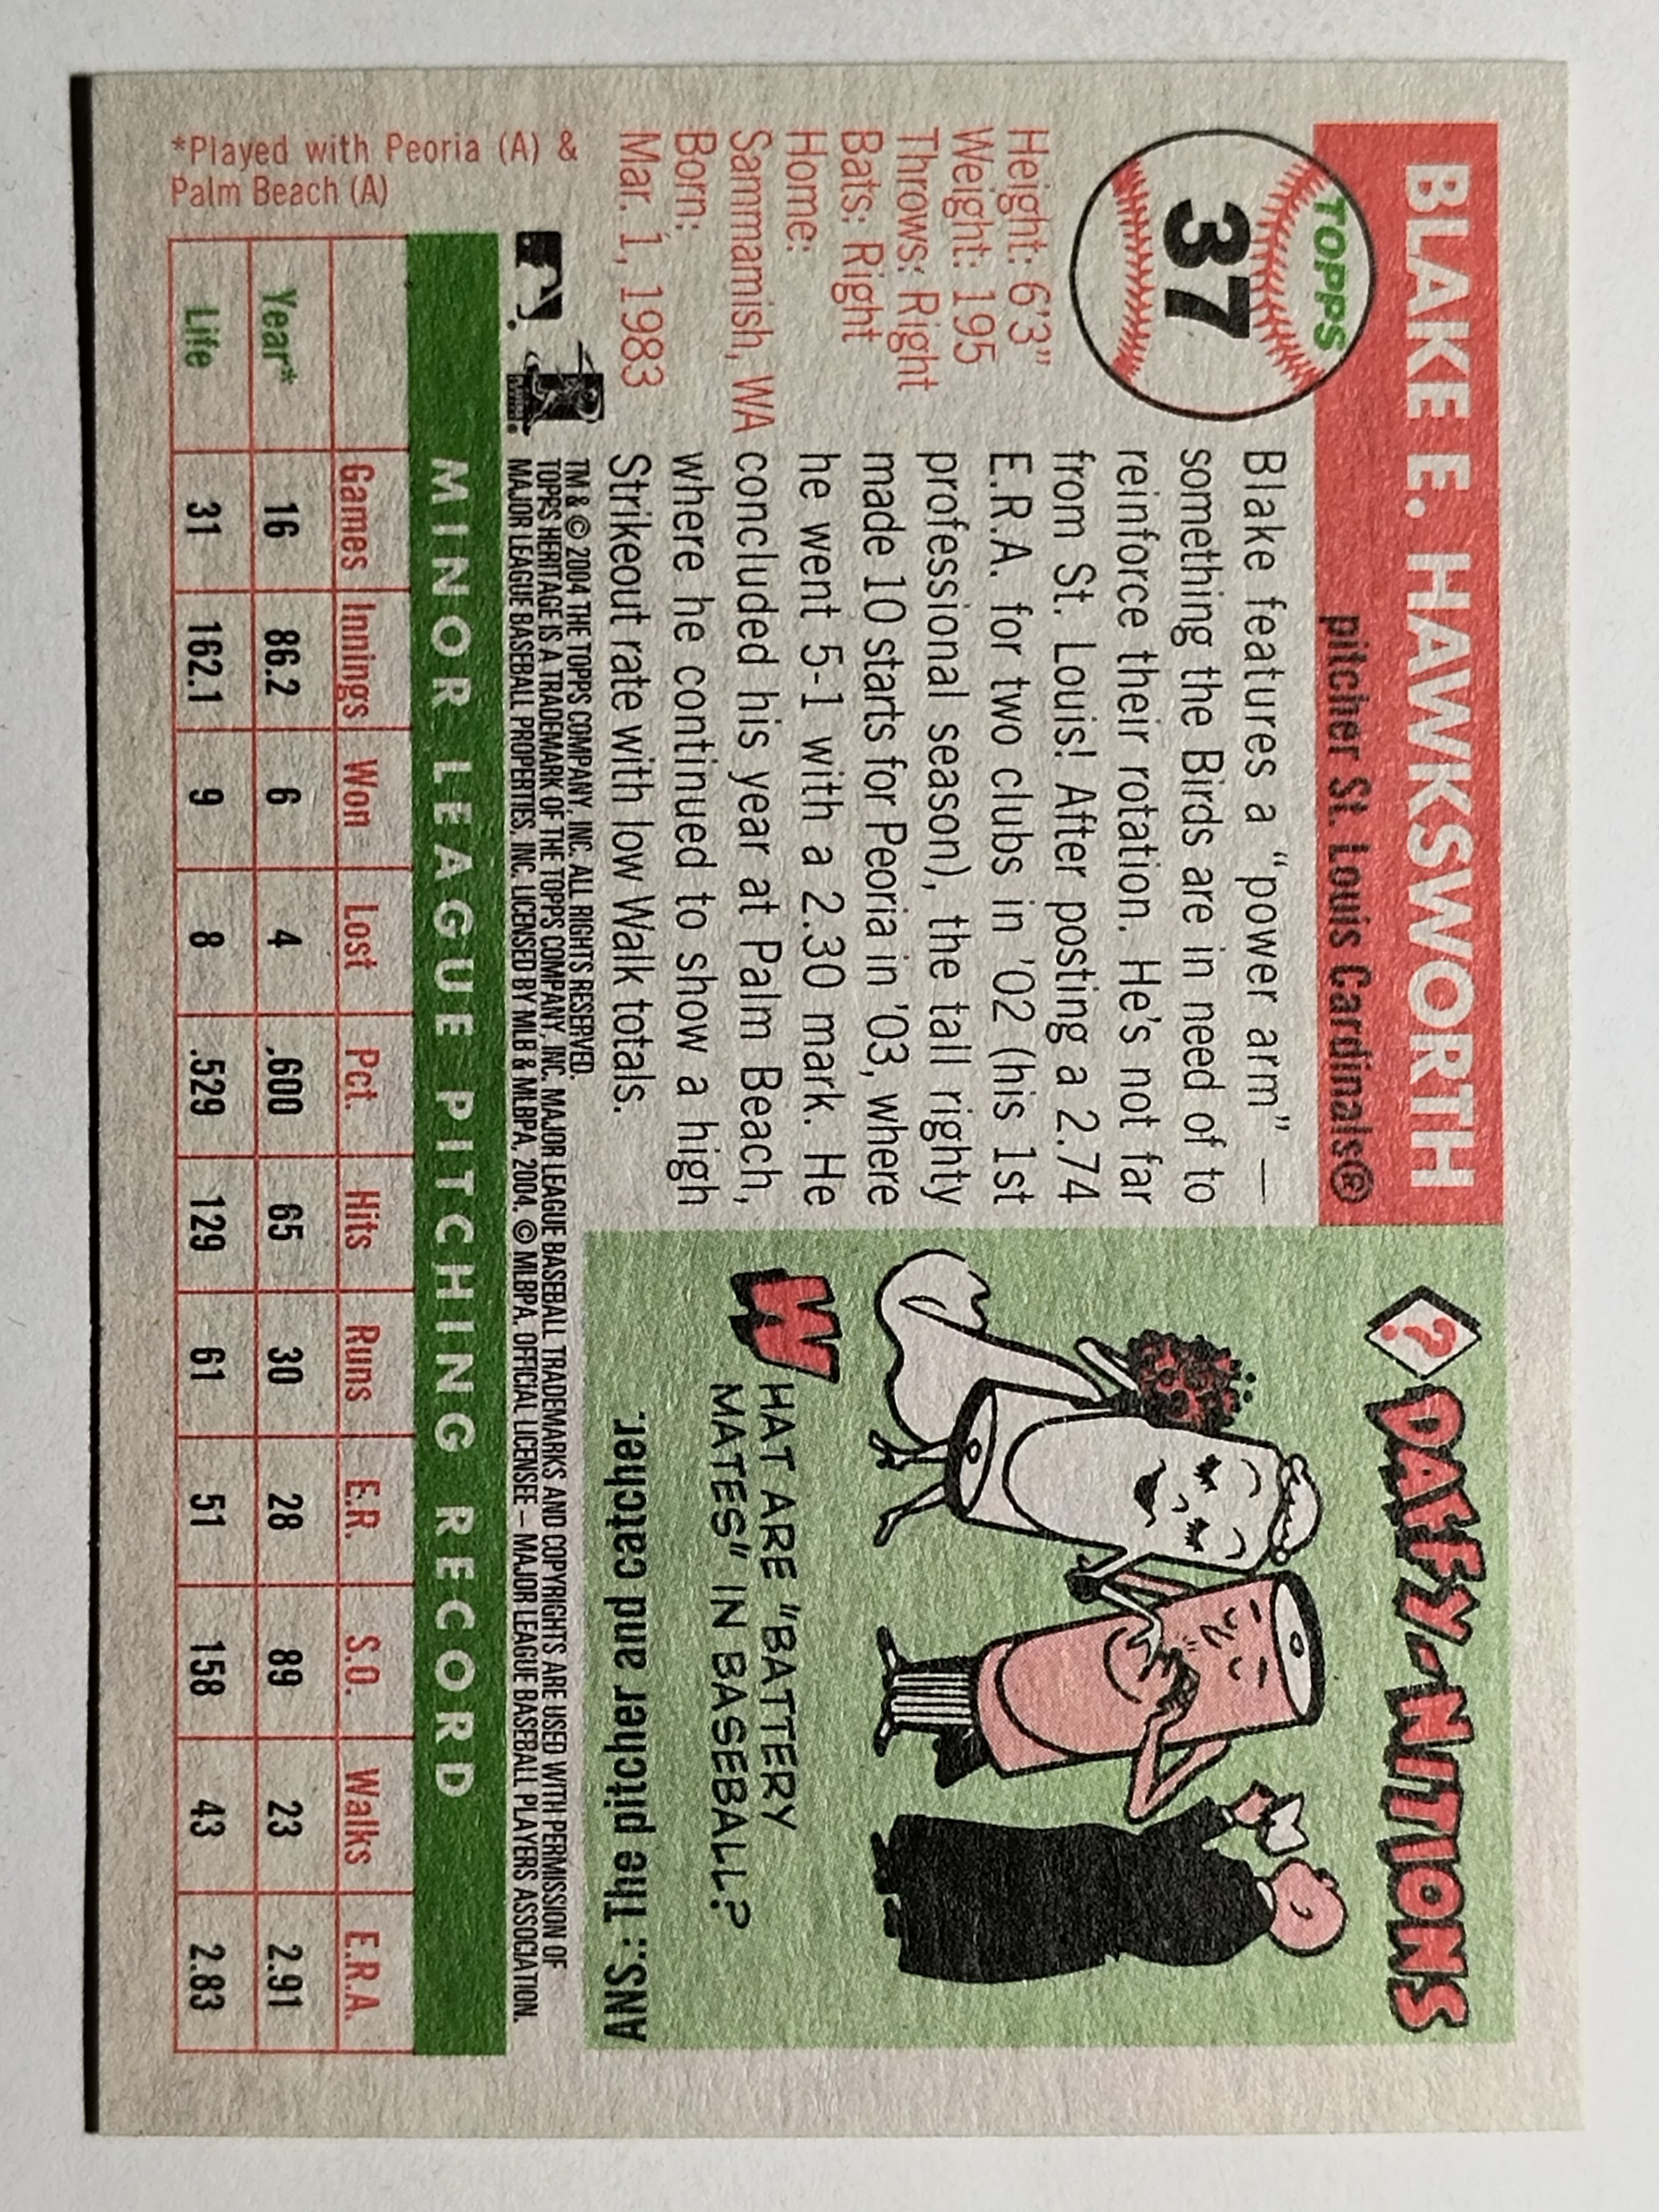 BLAKE E. HAWKSWORTH
pitcher St. Louis Cardinals®
TOPPS
37
Height: 6'3"
Weight: 195
Throws: Right
Bats: Right
Home:
Sammamish, WA
Born:
Mar. 1, 1983
Blake features a “power arm” —
something the Birds are in need of to
reinforce their rotation. He's not far
from St. Louis! After posting a 2.74
E.R.A. for two clubs in '02 (his 1st
professional season), the tall righty
made 10 starts for Peoria in '03, where
he went 5-1 with a 2.30 mark. He
concluded his year at Palm Beach,
where he continued to show a high
Strikeout rate with low Walk totals.
? DAFFY-NITIONS
WHAT ARE "BATTERY
MATES" IN BASEBALL?
ANS:: The pitcher and catcher.
TM & © 2004 THE TOPPS COMPANY, INC. ALL RIGHTS RESERVED.
TOPPS HERITAGE IS A TRADEMARK OF THE TOPPS COMPANY, INC. MAJOR LEAGUE BASEBALL TRADEMARKS AND COPYRIGHTS ARE USED WITH PERMISSION OF
MAJOR LEAGUE BASEBALL PROPERTIES, INC. LICENSED BY MLB & MLBPA, 2004. © MLBPA. OFFICIAL LICENSEE – MAJOR LEAGUE BASEBALL PLAYERS ASSOCIATION.
MINOR LEAGUE PITCHING RECORD
Games Innings Won Lost Pct. Hits Runs E.R. S.O. Walks E.R.A.
Year* 16 86.2 6 4 .600 65 30 28 89 23 2.91
Life 31 162.1 9 8 .529 129 61 51 158 43 2.83
*Played with Peoria (A) &
Palm Beach (A)